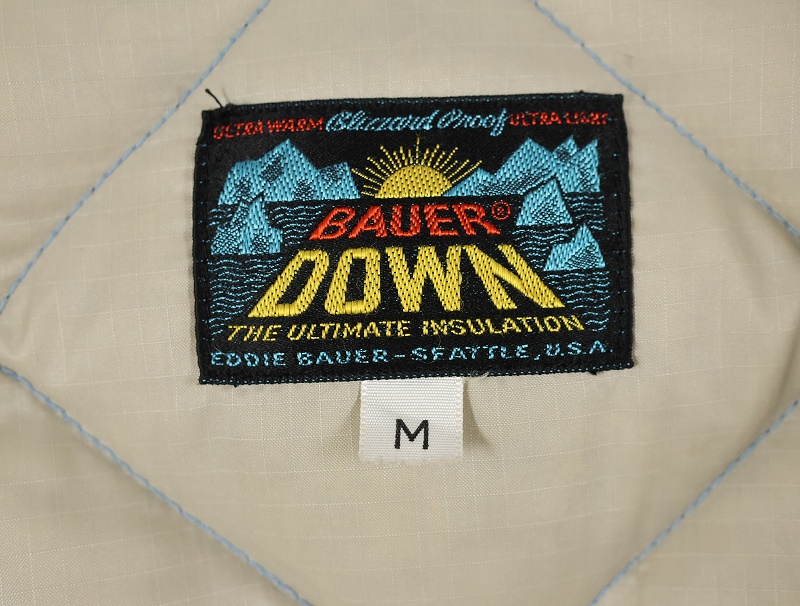 ULTRA WARM Blizzard Proof ULTRA LIGHT
BAUER®
DOWN
THE ULTIMATE INSULATION
EDDIE BAUER-SEATTLE, U.S.A.
M